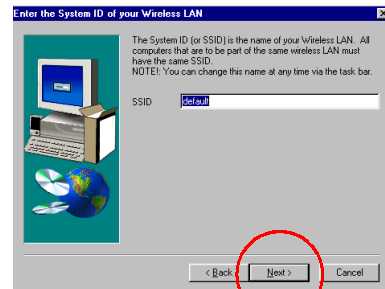 Enter the System ID of your Wireless LAN
The System ID (or SSID) is the name of your Wireless LAN. All
computers that are to be part of the same wireless LAN must
have the same SSID.
NOTE!: You can change this name at any time via the task bar.
SSID default
< Back Next > Cancel